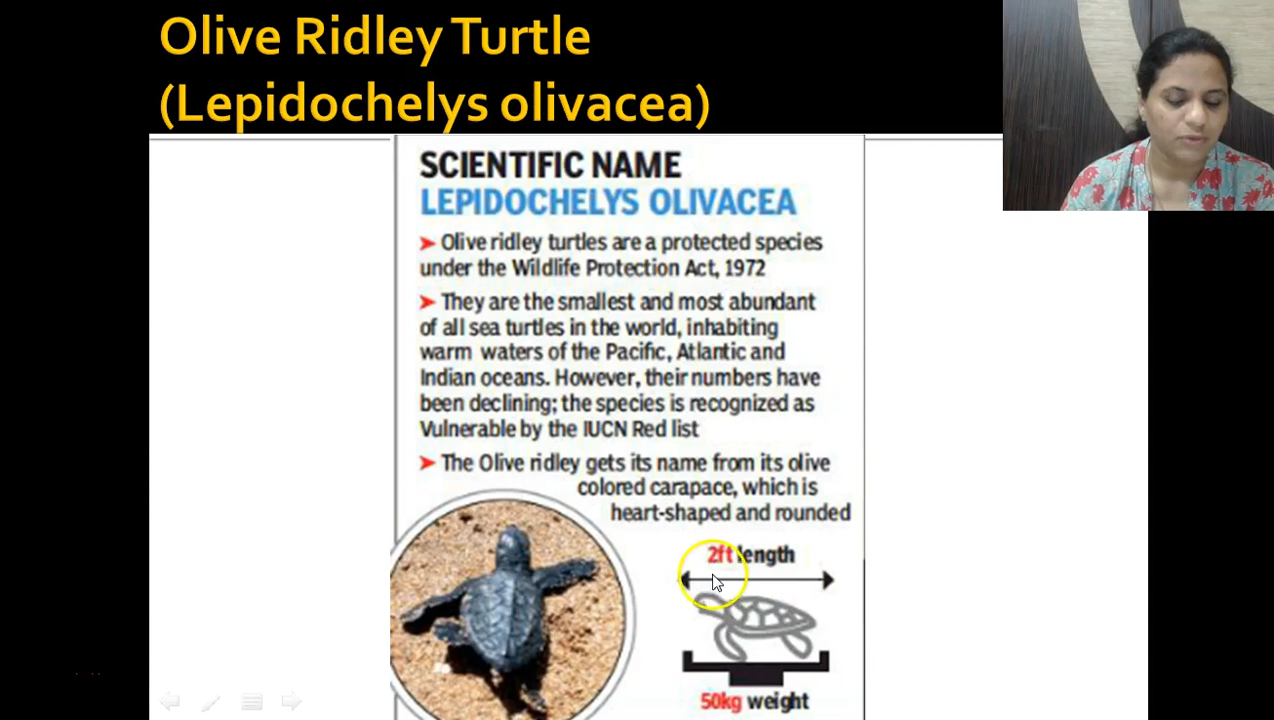 Olive Ridley Turtle
(Lepidochelys olivacea)
SCIENTIFIC NAME
LEPIDOCHELYS OLIVACEA
➤ Olive ridley turtles are a protected species
under the Wildlife Protection Act, 1972
➤ They are the smallest and most abundant
of all sea turtles in the world, inhabiting
warm waters of the Pacific, Atlantic and
Indian oceans. However, their numbers have
been declining; the species is recognized as
Vulnerable by the IUCN Red list
➤ The Olive ridley gets its name from its olive
colored carapace, which is
heart-shaped and rounded
2ft length
50kg weight